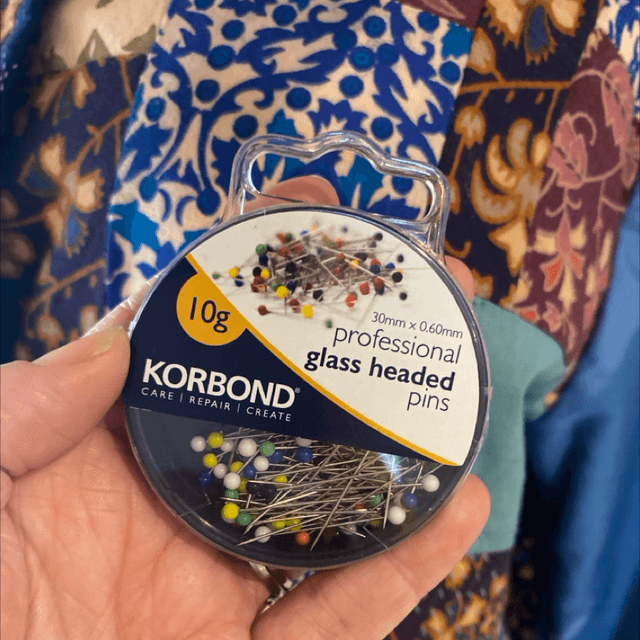 10g
30mm x 0.60mm
professional
glass headed
pins
KORBOND®
CARE | REPAIR | CREATE